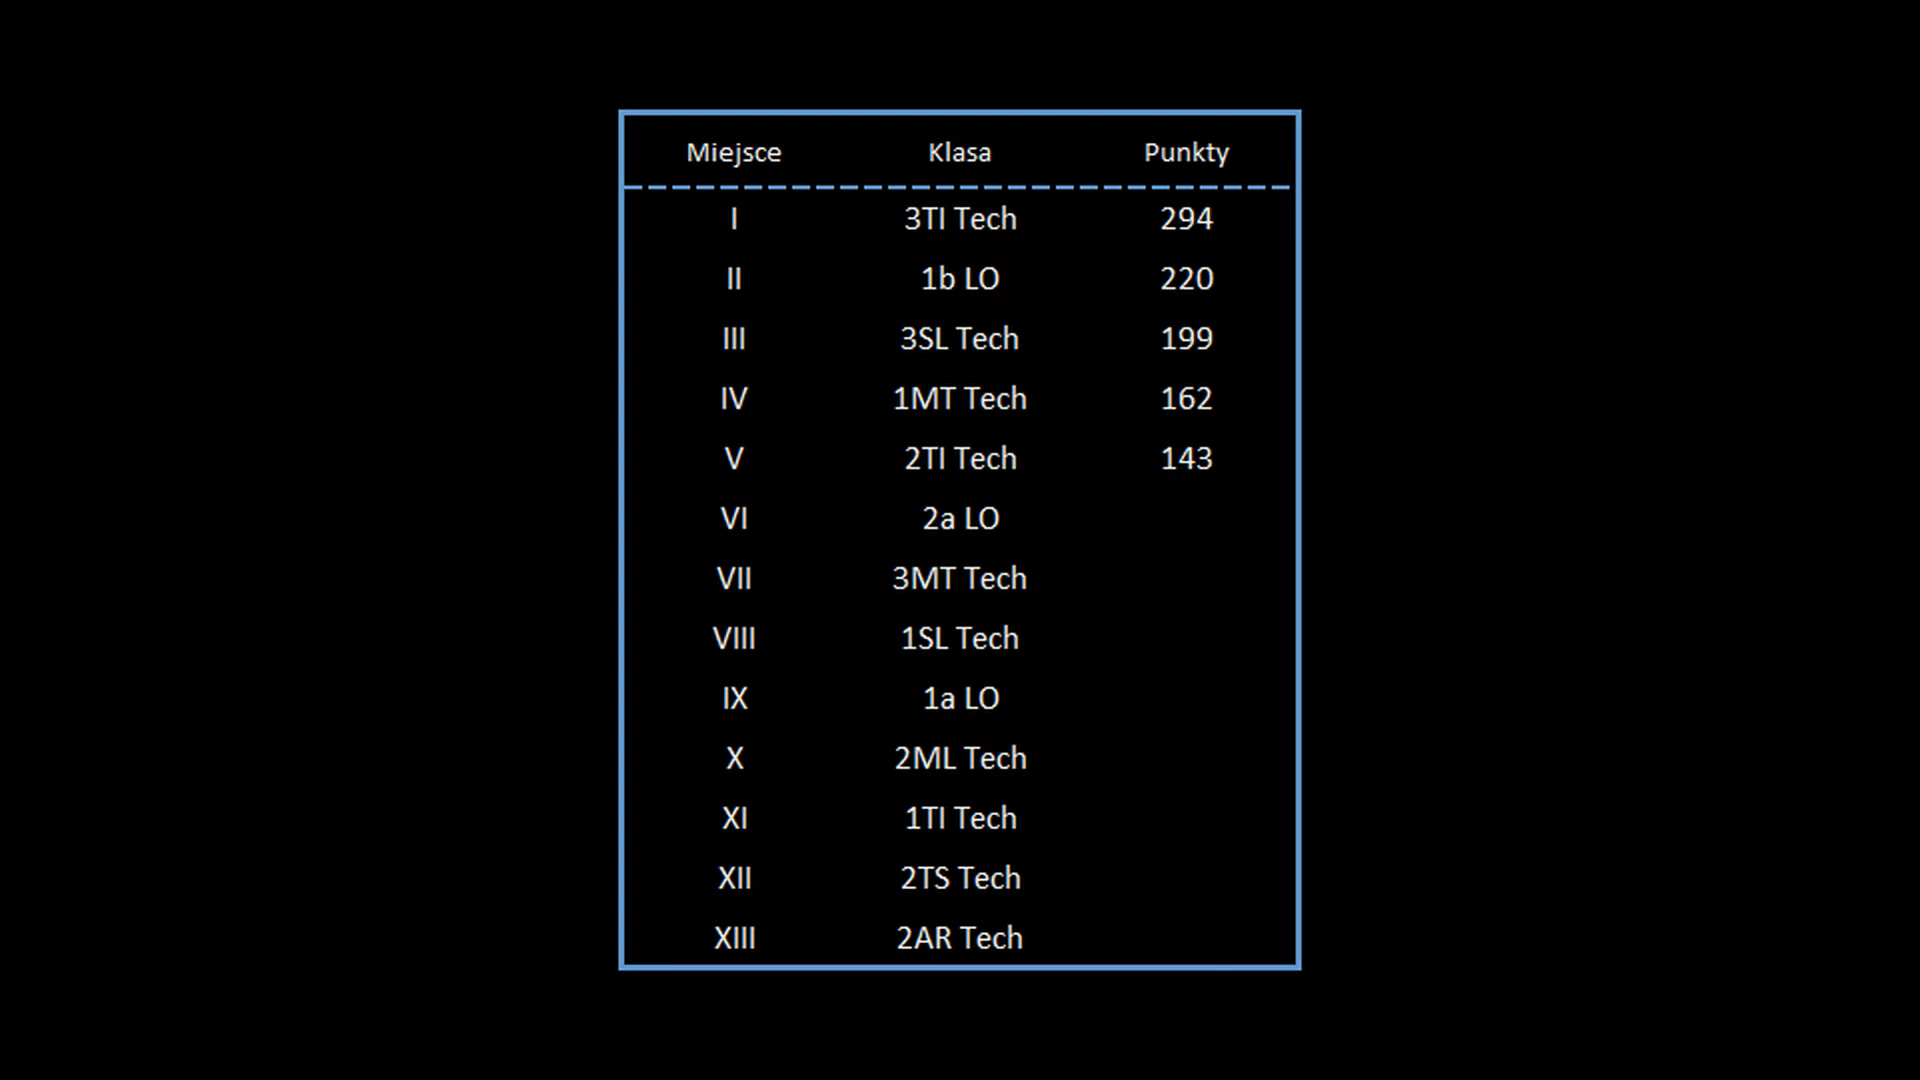 Miejsce Klasa Punkty
I 3TI Tech 294
II 1b LO 220
III 3SL Tech 199
IV 1MT Tech 162
V 2TI Tech 143
VI 2a LO
VII 3MT Tech
VIII 1SL Tech
IX 1a LO
X 2ML Tech
XI 1TI Tech
XII 2TS Tech
XIII 2AR Tech